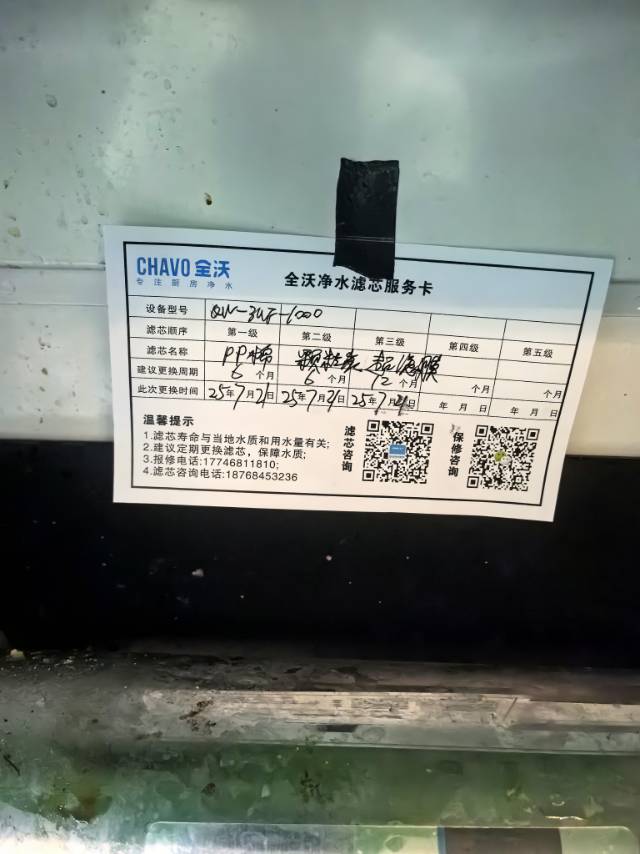 CHAVO 全沃
专注厨房净水
全沃净水滤芯服务卡
设备型号 QW-3UF-1000
滤芯顺序 第一级 第二级 第三级 第四级 第五级
滤芯名称 PP棉 颗粒炭 超滤膜
建议更换周期 6个月 6个月 12个月 个月 个月
此次更换时间 25年7月21日 25年7月21日 25年7月21日 年 月 日 年 月 日
温馨提示
1.滤芯寿命与当地水质和用水量有关;
2.建议定期更换滤芯，保障水质;
3.报修电话:17746811810;
4.滤芯咨询电话:18768453236
滤芯咨询
保修咨询